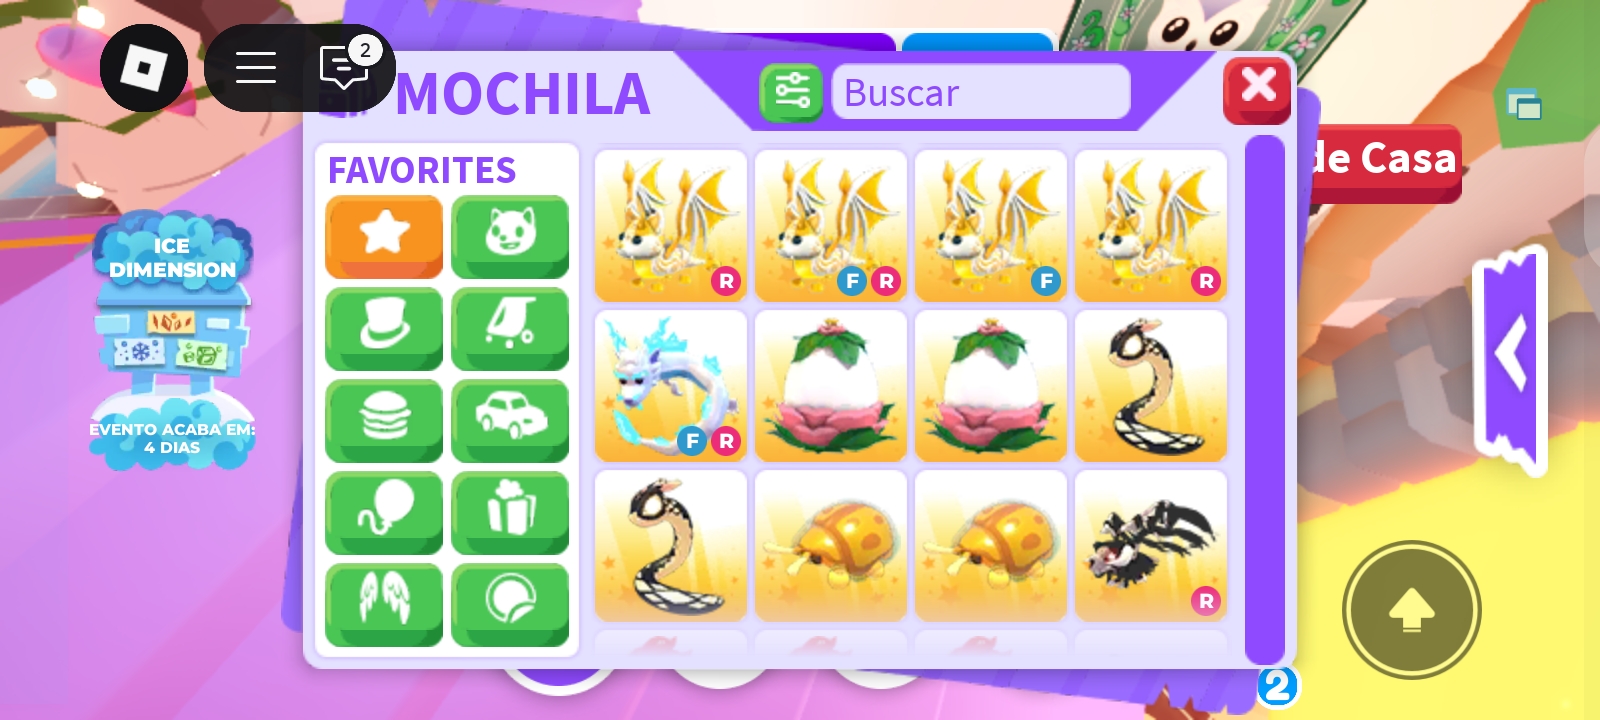 2
MOCHILA
Buscar
FAVORITES
de Casa
ICE
DIMENSION
EVENTO ACABA EM:
4 DIAS
R
F R
F
R
F R
R
2